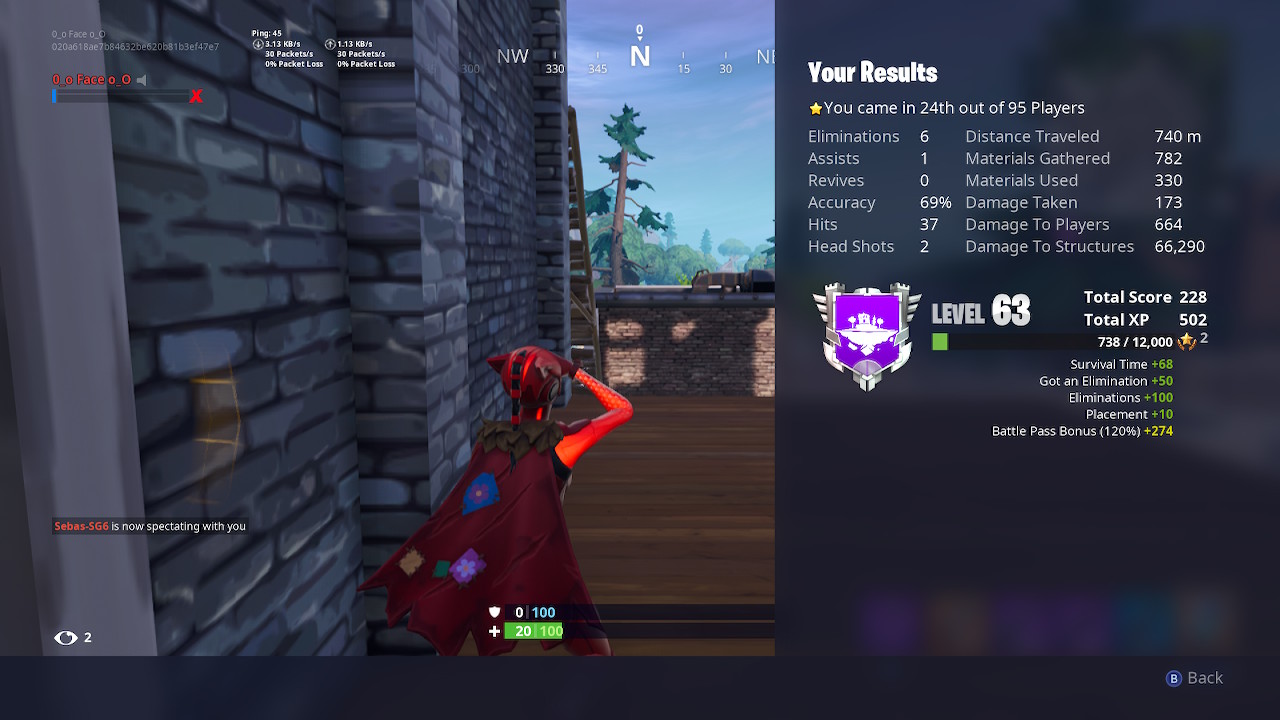 0_o Face o_O
020a618ae7b84632be620b81b3ef47e7
Ping: 45
3.13 KB/s 1.13 KB/s
30 Packets/s 30 Packets/s
0% Packet Loss 0% Packet Loss
0_o Face o_O
X
0
300 NW 330 345 N 15 30 NE
Sebas-SG6 is now spectating with you
2
0 | 100
20 | 100
Your Results
You came in 24th out of 95 Players
Eliminations 6 Distance Traveled 740 m
Assists 1 Materials Gathered 782
Revives 0 Materials Used 330
Accuracy 69% Damage Taken 173
Hits 37 Damage To Players 664
Head Shots 2 Damage To Structures 66,290
LEVEL 63
Total Score 228
Total XP 502
738 / 12,000 2
Survival Time +68
Got an Elimination +50
Eliminations +100
Placement +10
Battle Pass Bonus (120%) +274
B Back